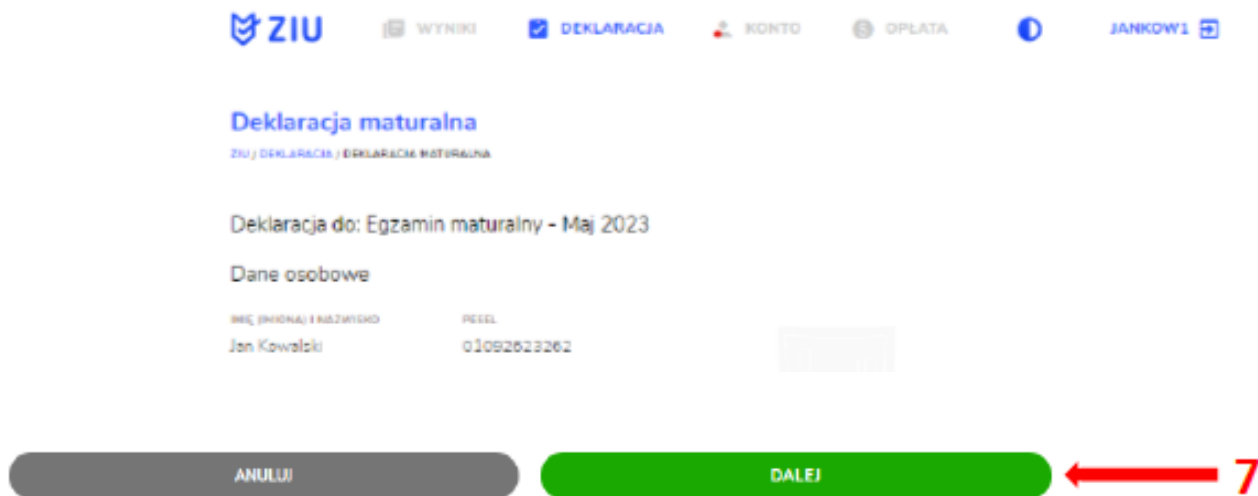 ZIU WYNIKI DEKLARACJA KONTO OPŁATA JANKOW1
Deklaracja maturalna
ZIU / DEKLARACJA / DEKLARACJA MATURALNA
Deklaracja do: Egzamin maturalny - Maj 2023
Dane osobowe
IMIĘ (IMIONA) I NAZWISKO PESEL
Jan Kowalski 01092623262
ANULUJ DALEJ 7